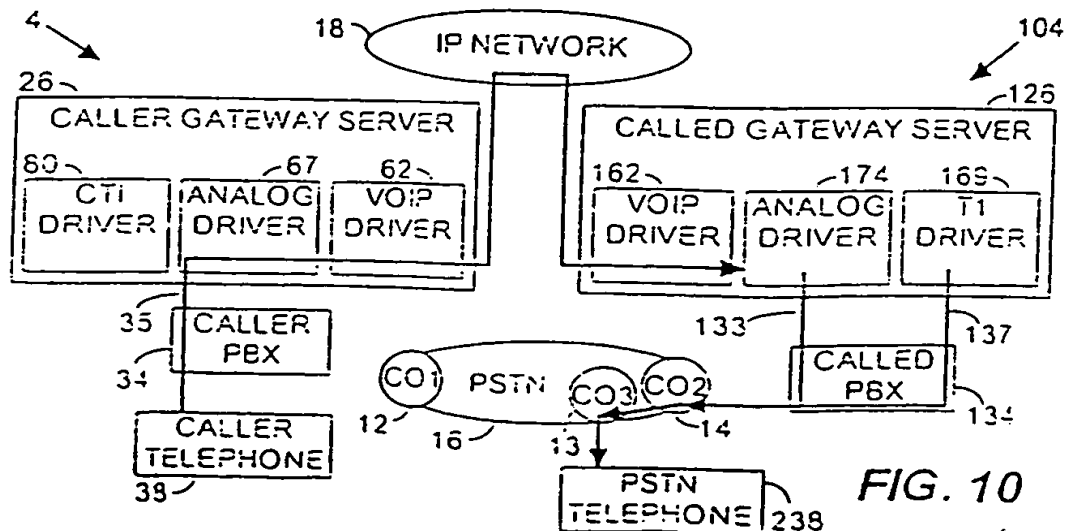 4
18
IP NETWORK
104
26
CALLER GATEWAY SERVER
60
CTI
DRIVER
67
ANALOG
DRIVER
62
VOIP
DRIVER
126
CALLED GATEWAY SERVER
162
VOIP
DRIVER
174
ANALOG
DRIVER
169
T1
DRIVER
35
CALLER
PBX
34
133
137
CALLED
PBX
134
CO1
PSTN
CO3
CO2
12
16
13
14
CALLER
TELEPHONE
38
PSTN
TELEPHONE
238
FIG. 10